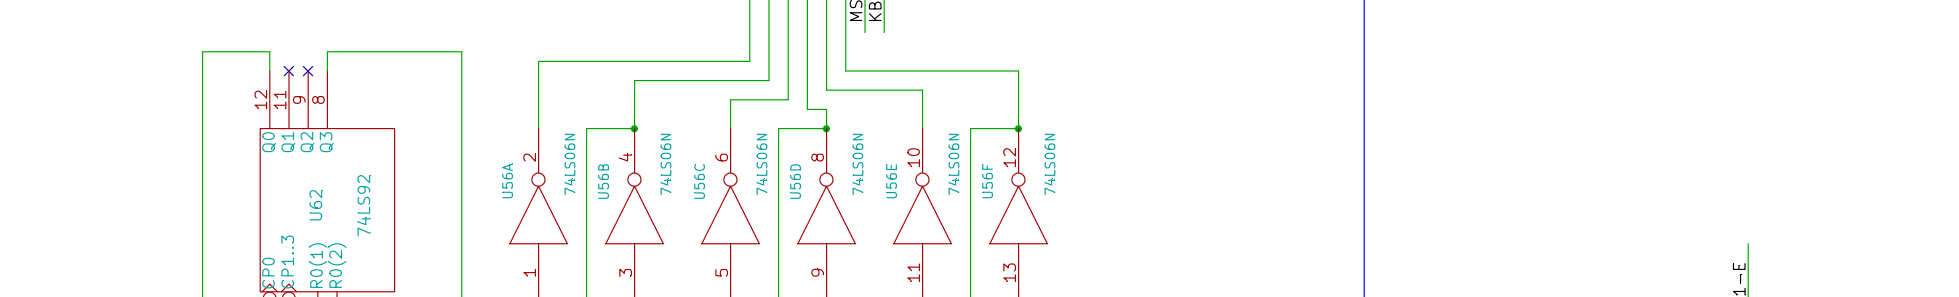 MS
KB
12
11
9
8
Q0
Q1
Q2
Q3
U62
74LS92
CP0
CP1..3
R0(1)
R0(2)
U56A
2
74LS06N
1
U56B
4
74LS06N
3
U56C
6
74LS06N
5
U56D
8
74LS06N
9
U56E
10
74LS06N
11
U56F
12
74LS06N
13
1-E